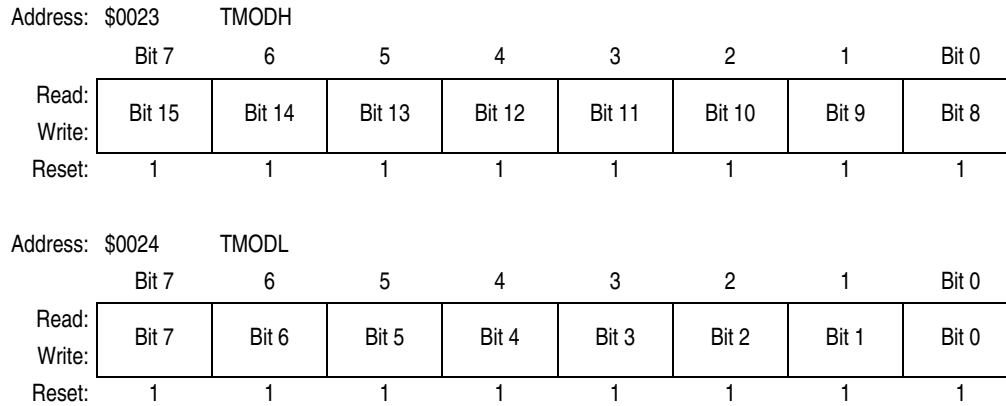 Address: $0023 TMODH
Bit 7 6 5 4 3 2 1 Bit 0
Read:
Bit 15 Bit 14 Bit 13 Bit 12 Bit 11 Bit 10 Bit 9 Bit 8
Write:
Reset: 1 1 1 1 1 1 1 1
Address: $0024 TMODL
Bit 7 6 5 4 3 2 1 Bit 0
Read:
Bit 7 Bit 6 Bit 5 Bit 4 Bit 3 Bit 2 Bit 1 Bit 0
Write:
Reset: 1 1 1 1 1 1 1 1